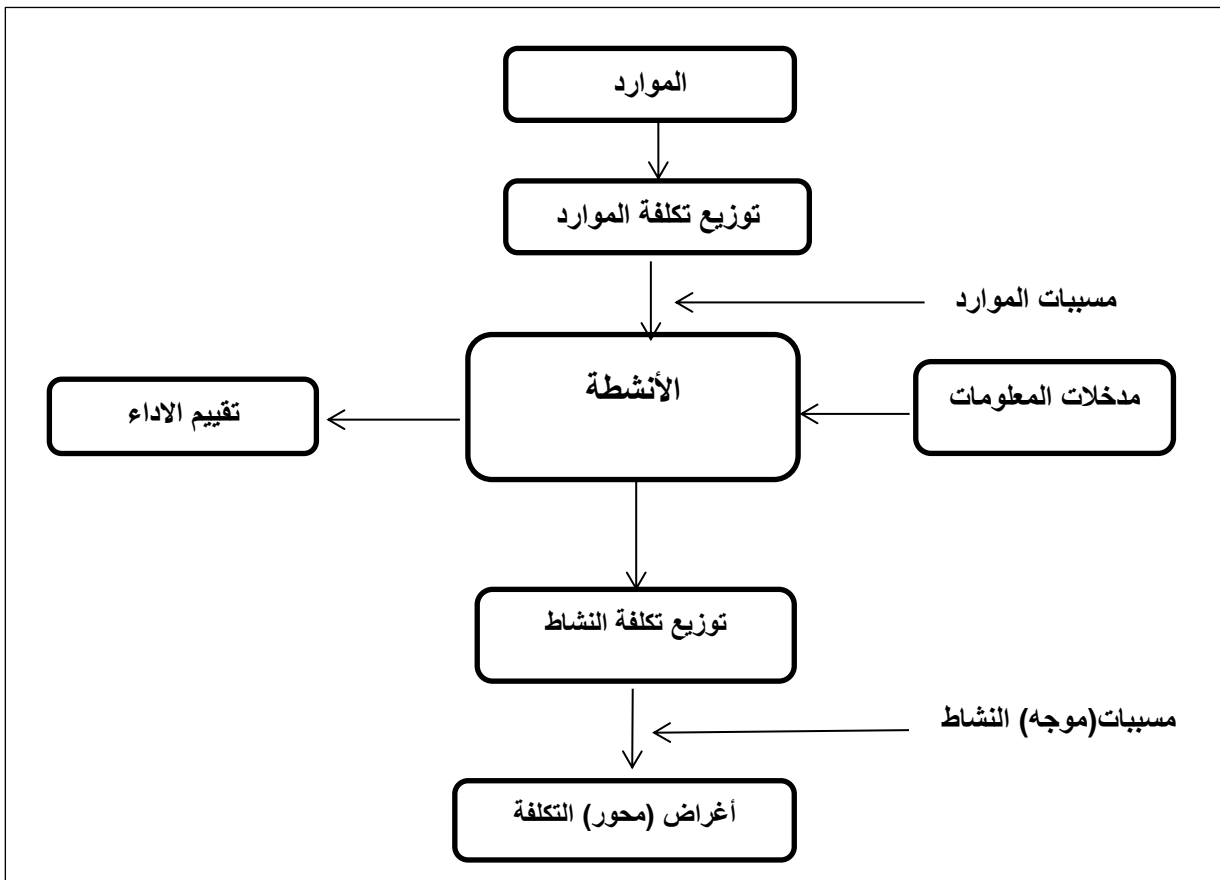 الموارد
توزيع تكلفة الموارد
مسببات الموارد
الأنشطة
مدخلات المعلومات
تقييم الاداء
توزيع تكلفة النشاط
مسببات(موجه) النشاط
أغراض (محور) التكلفة